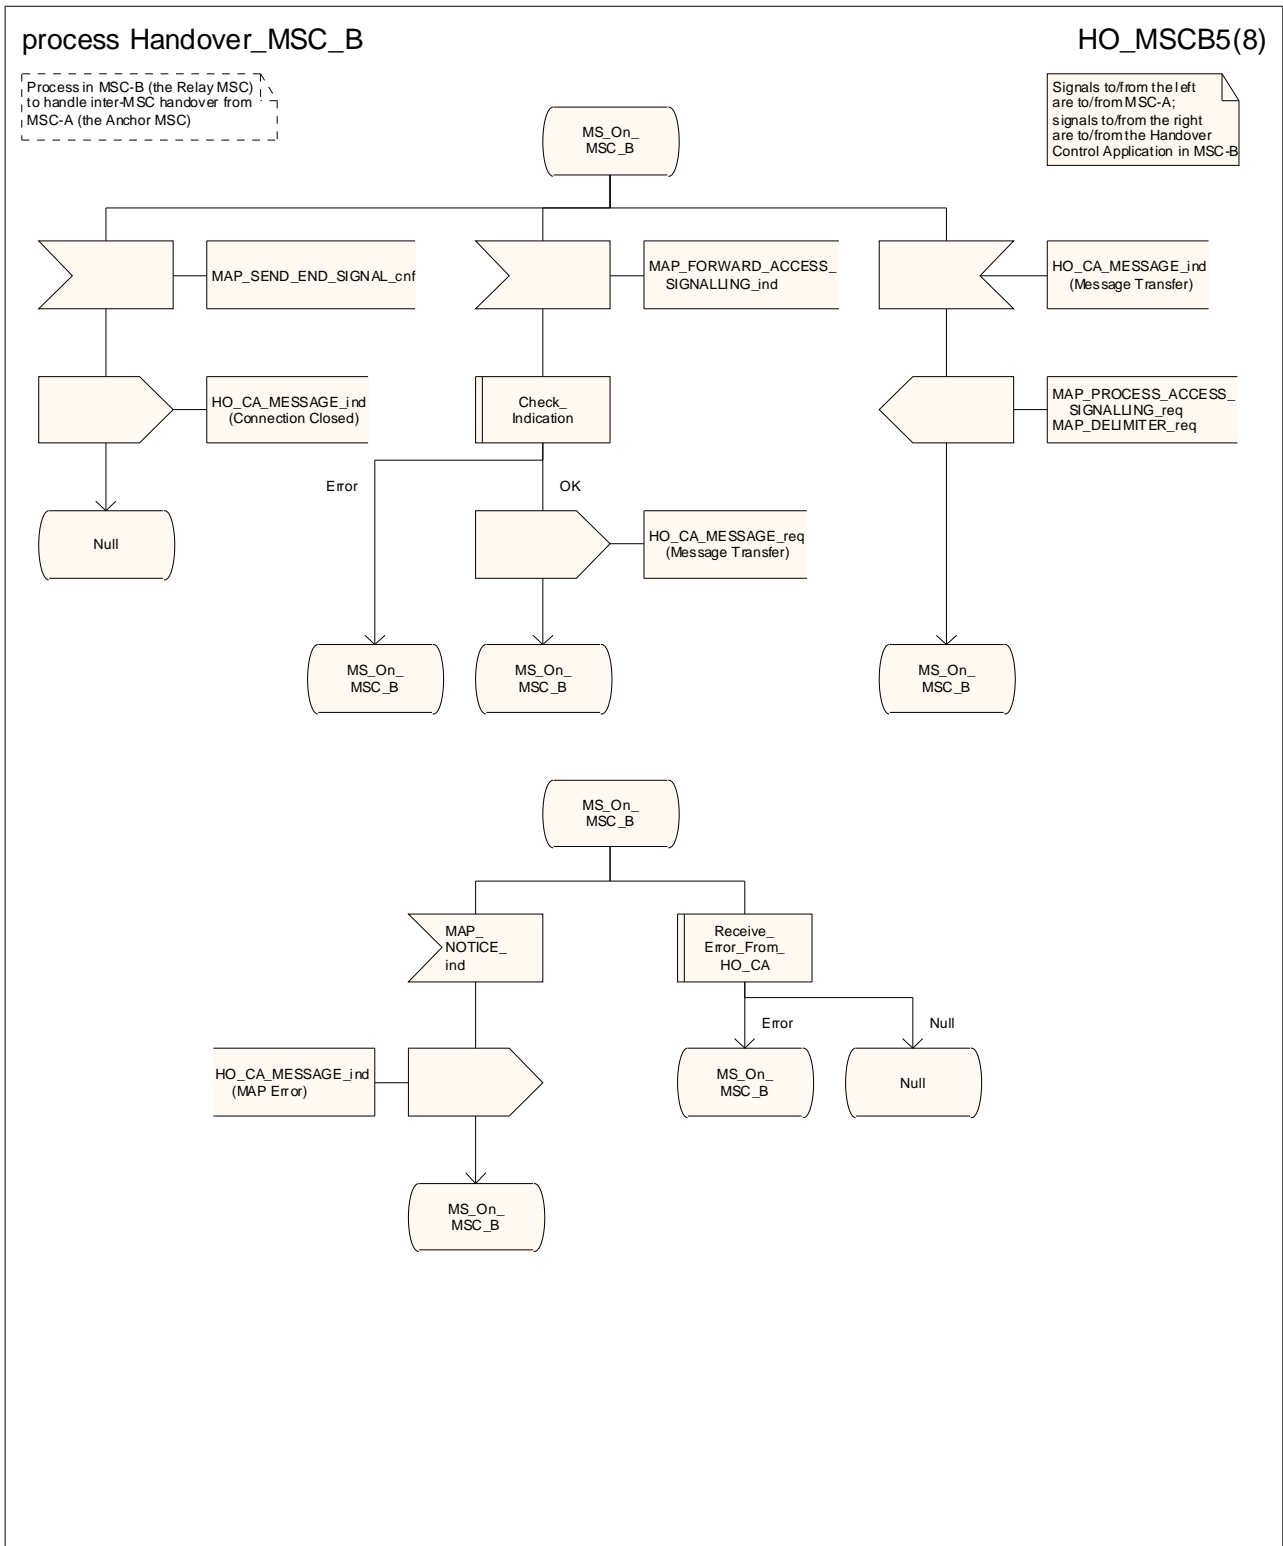 process Handover_MSC_B
HO_MSCB5(8)
Process in MSC-B (the Relay MSC)
to handle inter-MSC handover from
MSC-A (the Anchor MSC)
Signals to/from the left
are to/from MSC-A;
signals to/from the right
are to/from the Handover
Control Application in MSC-B
MS_On_
MSC_B
MAP_SEND_END_SIGNAL_cnf
MAP_FORWARD_ACCESS_
SIGNALLING_ind
HO_CA_MESSAGE_ind
(Message Transfer)
HO_CA_MESSAGE_ind
(Connection Closed)
Check_
Indication
MAP_PROCESS_ACCESS_
SIGNALLING_req
MAP_DELIMITER_req
Error
OK
Null
HO_CA_MESSAGE_req
(Message Transfer)
MS_On_
MSC_B
MS_On_
MSC_B
MS_On_
MSC_B
MS_On_
MSC_B
MAP_
NOTICE_
ind
Receive_
Error_From_
HO_CA
Error
Null
HO_CA_MESSAGE_ind
(MAP Error)
MS_On_
MSC_B
Null
MS_On_
MSC_B